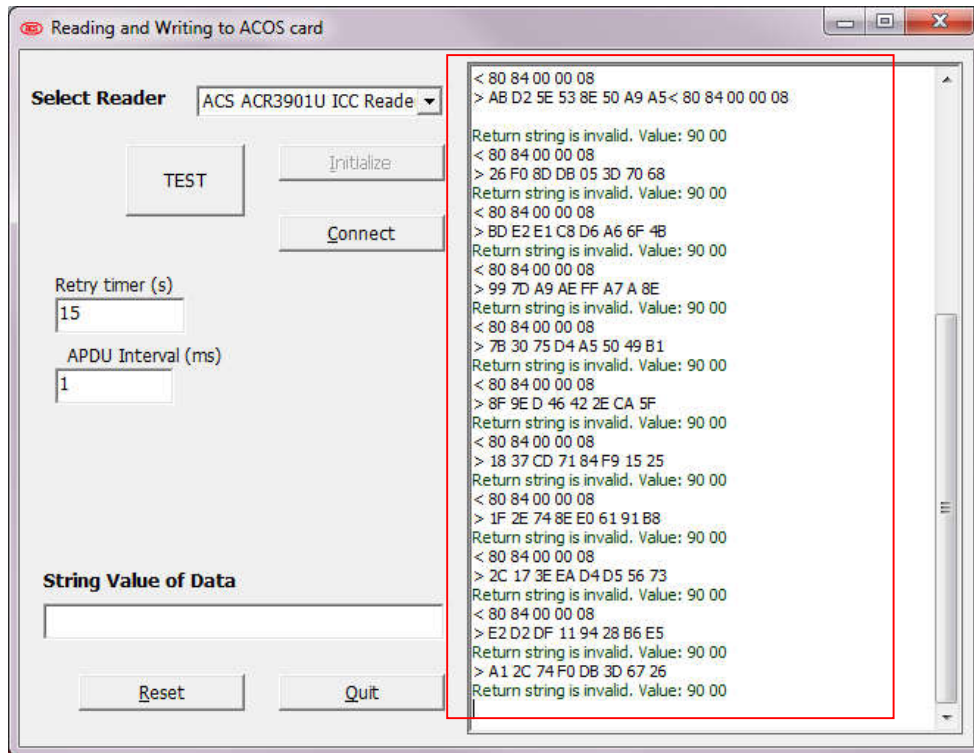 Reading and Writing to ACOS card
Select Reader
ACS ACR3901U ICC Reade
TEST
Initialize
Connect
Retry timer (s)
15
APDU Interval (ms)
1
String Value of Data
Reset
Quit
< 80 84 00 00 08
> AB D2 5E 53 8E 50 A9 A5< 80 84 00 00 08
Return string is invalid. Value: 90 00
< 80 84 00 00 08
> 26 F0 8D DB 05 3D 70 68
Return string is invalid. Value: 90 00
< 80 84 00 00 08
> BD E2 E1 C8 D6 A6 6F 4B
Return string is invalid. Value: 90 00
< 80 84 00 00 08
> 99 7D A9 AE FF A7 A 8E
Return string is invalid. Value: 90 00
< 80 84 00 00 08
> 7B 30 75 D4 A5 50 49 B1
Return string is invalid. Value: 90 00
< 80 84 00 00 08
> 8F 9E D 46 42 2E CA 5F
Return string is invalid. Value: 90 00
< 80 84 00 00 08
> 18 37 CD 71 84 F9 15 25
Return string is invalid. Value: 90 00
< 80 84 00 00 08
> 1F 2E 74 8E E0 61 91 B8
Return string is invalid. Value: 90 00
< 80 84 00 00 08
> 2C 17 3E EA D4 D5 56 73
Return string is invalid. Value: 90 00
< 80 84 00 00 08
> E2 D2 DF 11 94 28 B6 E5
Return string is invalid. Value: 90 00
> A1 2C 74 F0 DB 3D 67 26
Return string is invalid. Value: 90 00